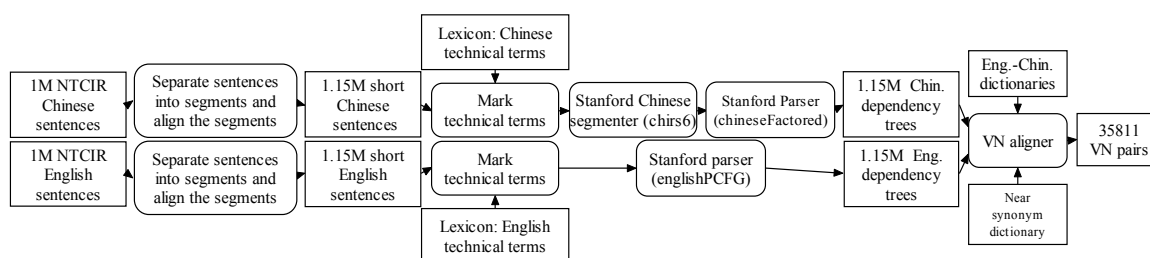 Lexicon: Chinese
technical terms
1M NTCIR
Chinese
sentences
Separate sentences
into segments and
align the segments
1.15M short
Chinese
sentences
Mark
technical terms
Stanford Chinese
segmenter (chirs6)
Stanford Parser
(chineseFactored)
1.15M Chin.
dependency
trees
Eng.-Chin.
dictionaries
VN aligner
35811
VN pairs
1M NTCIR
English
sentences
Separate sentences
into segments and
align the segments
1.15M short
English
sentences
Mark
technical terms
Stanford parser
(englishPCFG)
1.15M Eng.
dependency
trees
Near
synonym
dictionary
Lexicon: English
technical terms